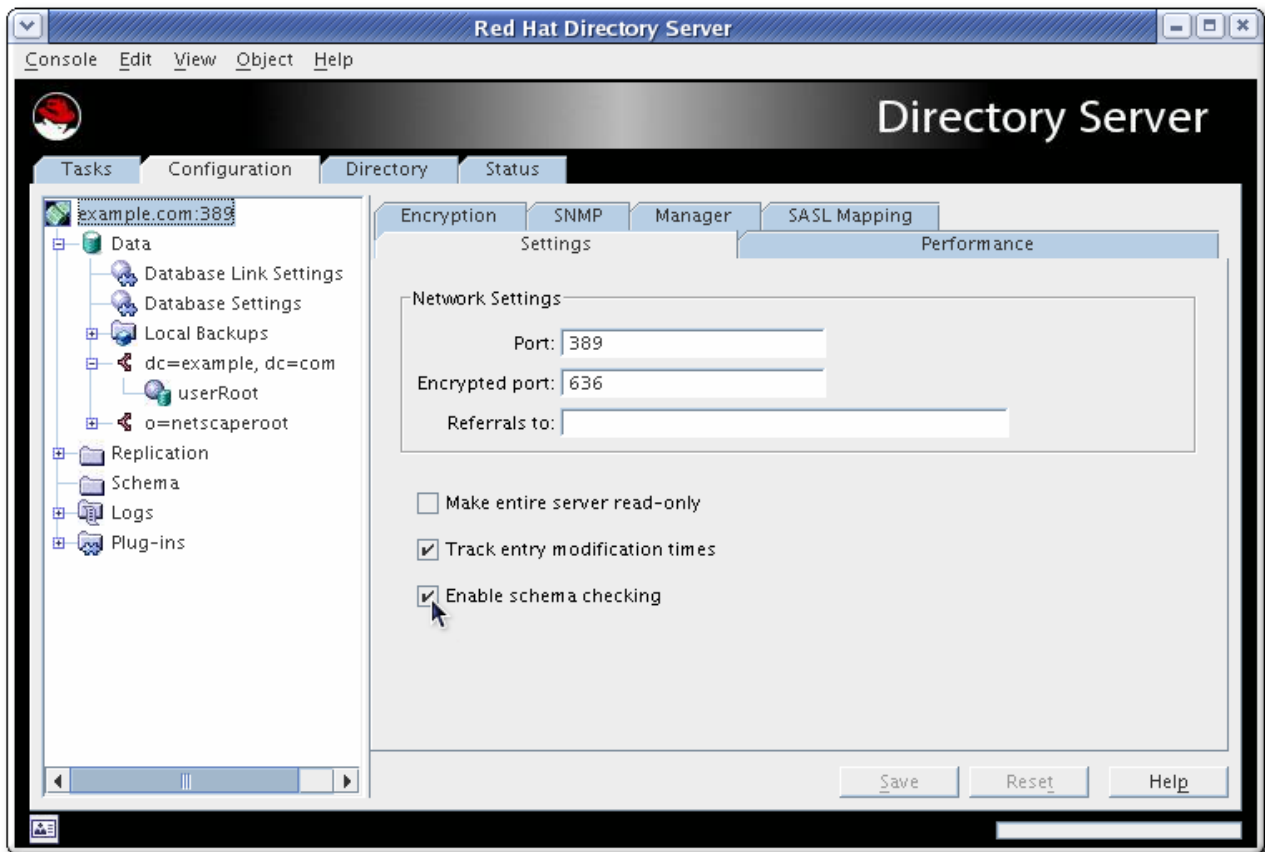 Red Hat Directory Server
Console Edit View Object Help
Directory Server
Tasks Configuration Directory Status
example.com:389
Data
Database Link Settings
Database Settings
Local Backups
dc=example, dc=com
userRoot
o=netscaperoot
Replication
Schema
Logs
Plug-ins
Encryption SNMP Manager SASL Mapping
Settings Performance
Network Settings
Port: 389
Encrypted port: 636
Referrals to:
Make entire server read-only
Track entry modification times
Enable schema checking
Save Reset Help